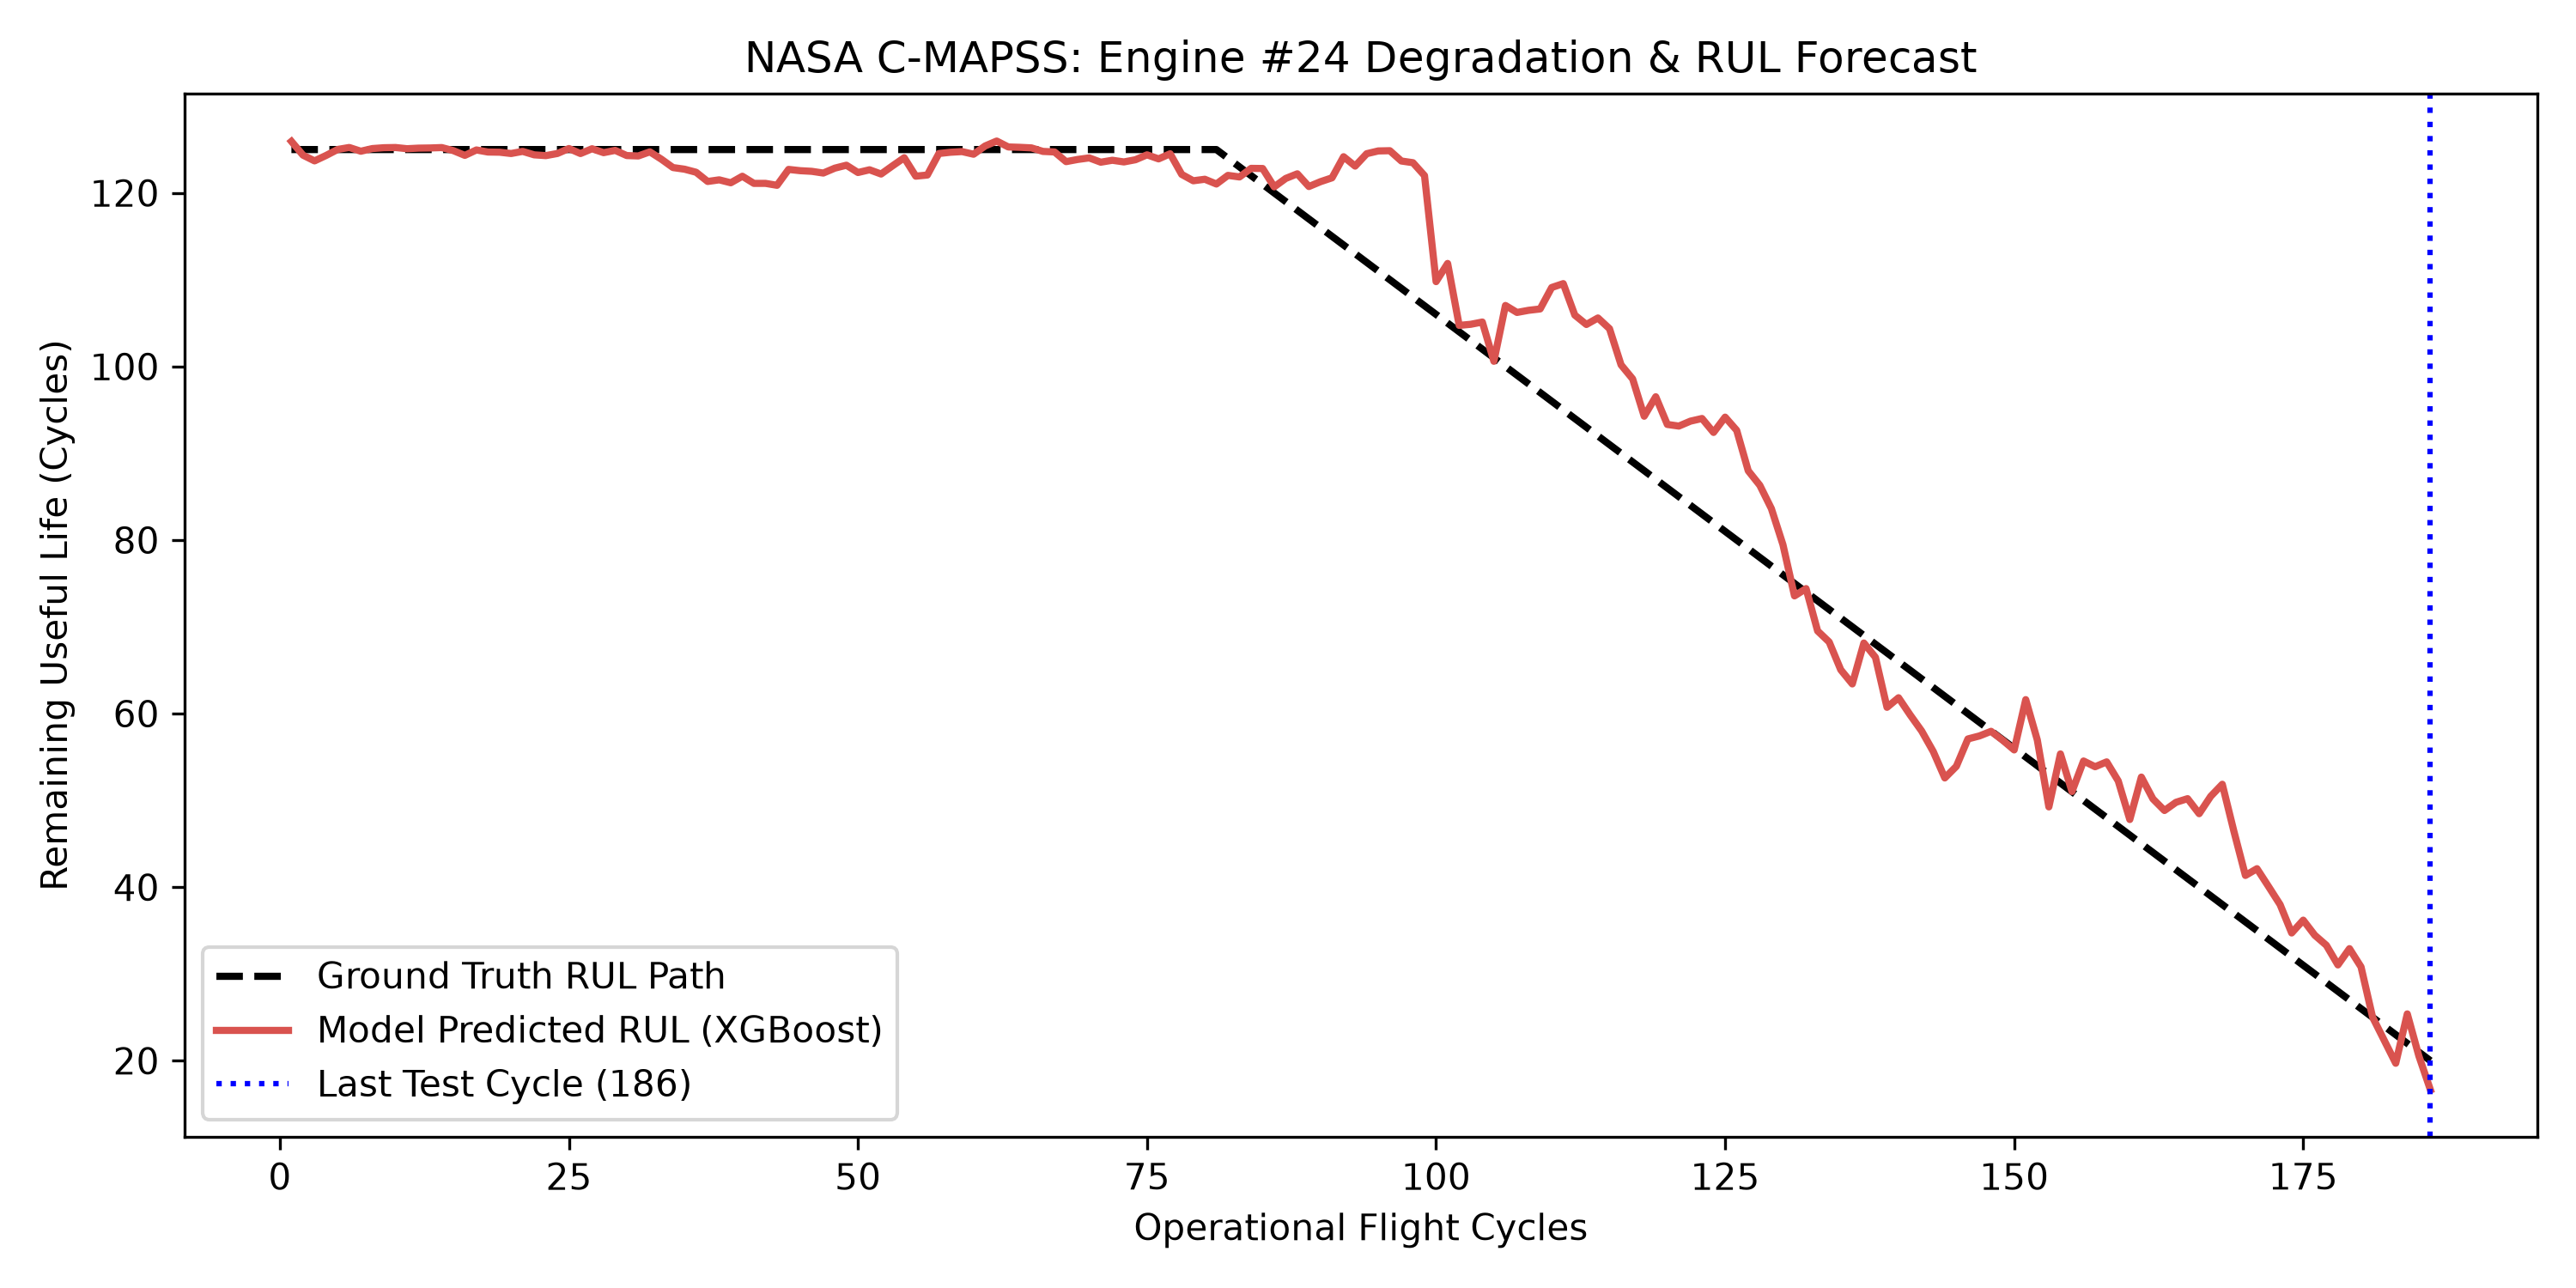 NASA C-MAPSS: Engine #24 Degradation & RUL Forecast
Remaining Useful Life (Cycles)
120
100
80
60
40
20
Ground Truth RUL Path
Model Predicted RUL (XGBoost)
Last Test Cycle (186)
0 25 50 75 100 125 150 175
Operational Flight Cycles